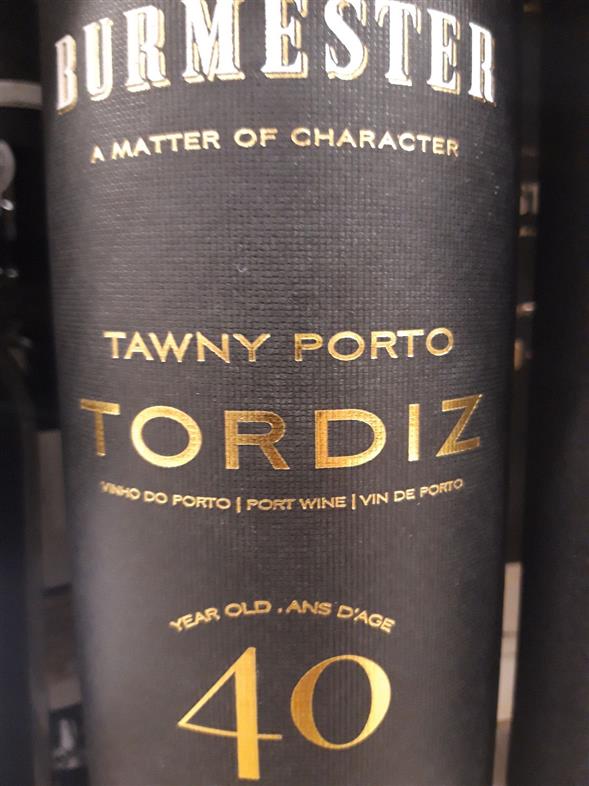 BURMESTER
A MATTER OF CHARACTER
TAWNY PORTO
TORDIZ
VINHO DO PORTO | PORT WINE | VIN DE PORTO
YEAR OLD . ANS D'AGE
40